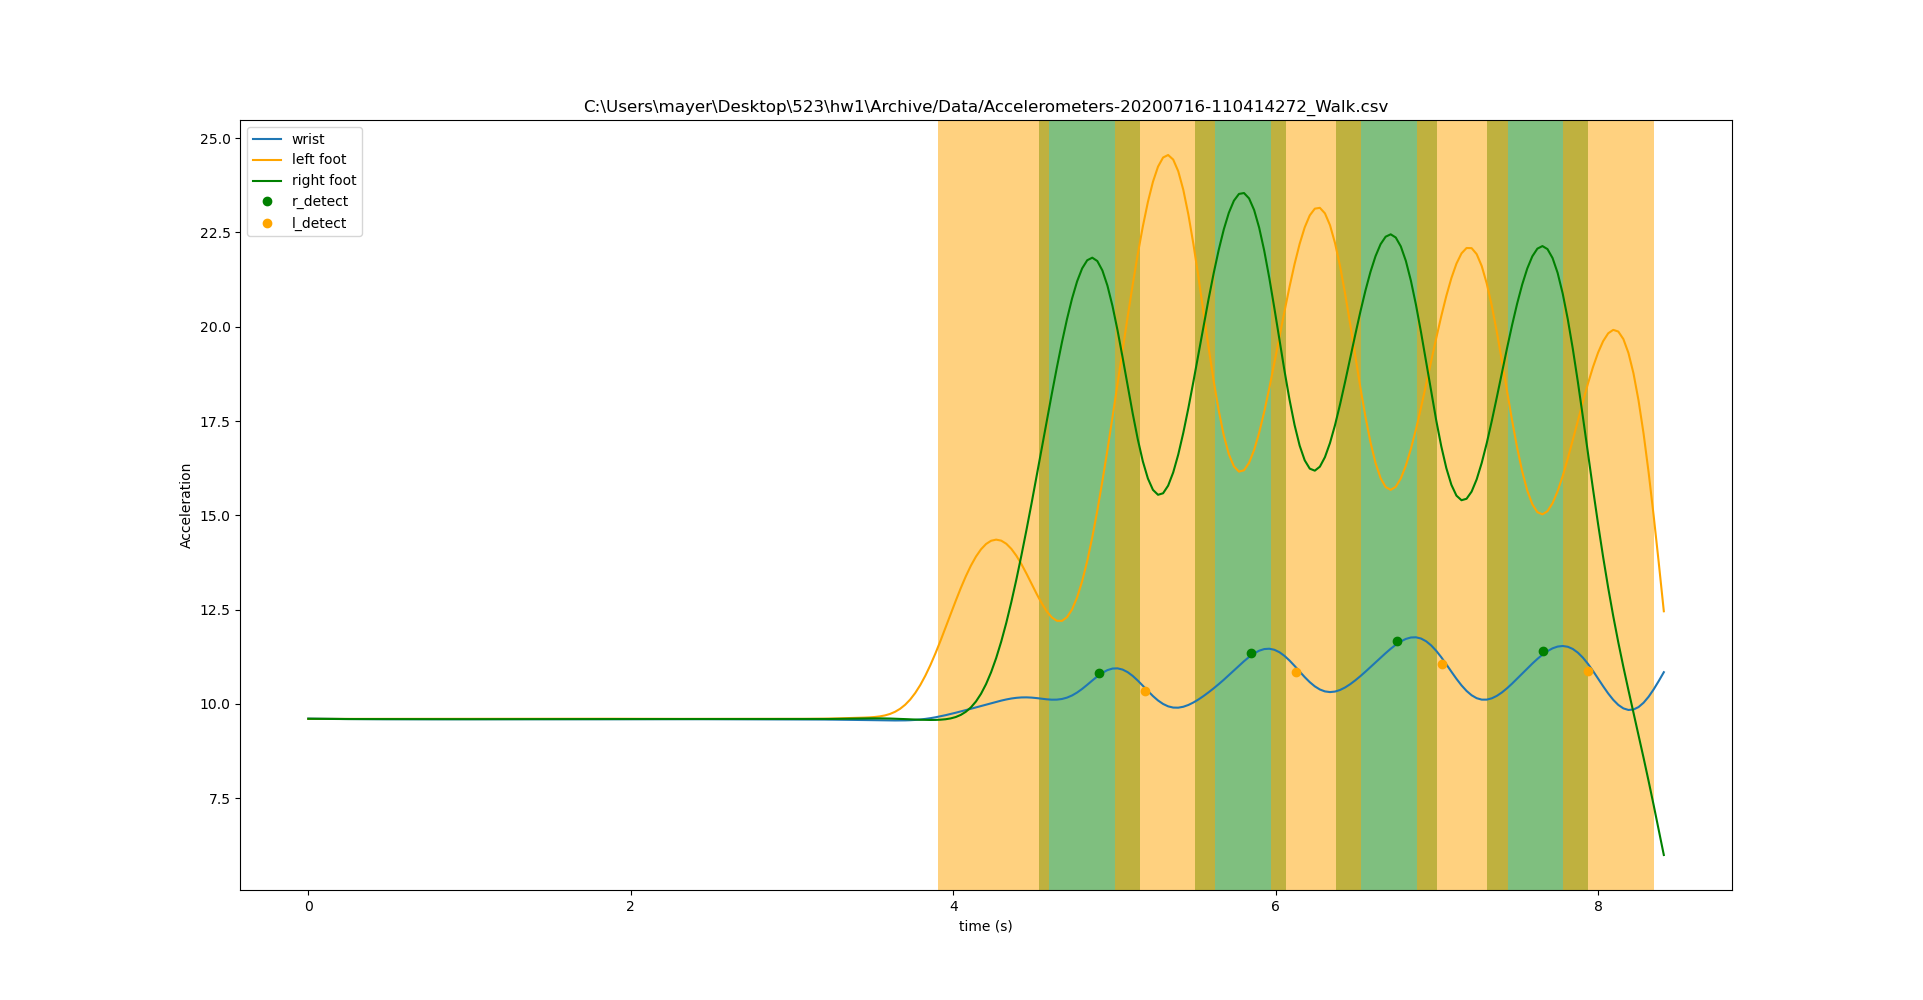 C:\Users\mayer\Desktop\523\hw1\Archive/Data/Accelerometers-20200716-110414272_Walk.csv
wrist
left foot
right foot
r_detect
l_detect
Acceleration
25.0
22.5
20.0
17.5
15.0
12.5
10.0
7.5
0 2 4 6 8
time (s)